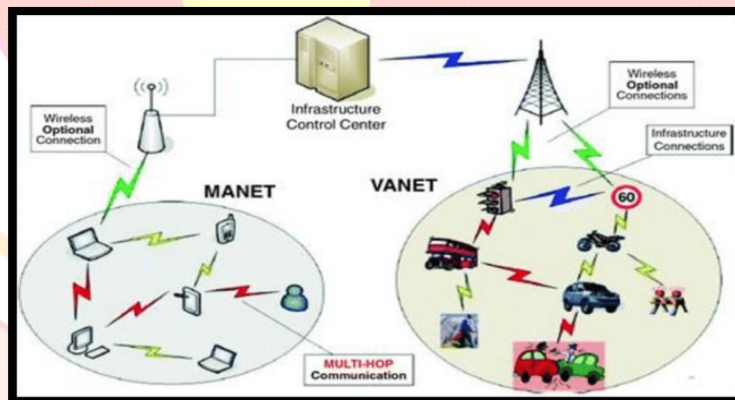 Infrastructure
Control Center
Wireless
Optional
Connection
Wireless
Optional
Connections
Infrastructure
Connections
MANET
VANET
60
MULTI-HOP
Communication